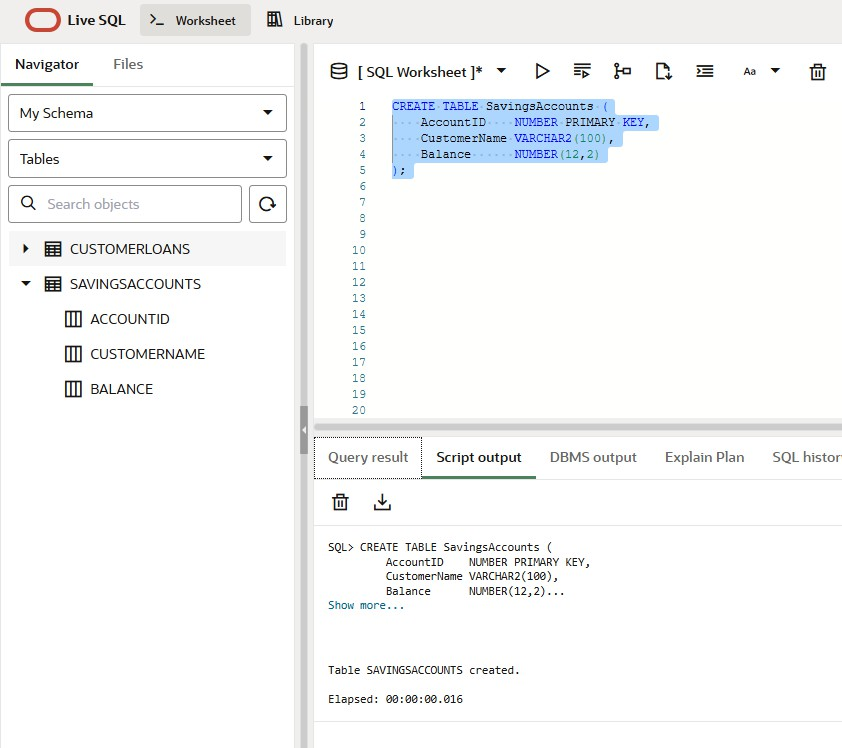 Live SQL
Worksheet
Library
Navigator
Files
My Schema
Tables
Search objects
CUSTOMERLOANS
SAVINGSACCOUNTS
ACCOUNTID
CUSTOMERNAME
BALANCE
[ SQL Worksheet ]*
Aa
1 CREATE TABLE SavingsAccounts (
2 AccountID NUMBER PRIMARY KEY,
3 CustomerName VARCHAR2(100),
4 Balance NUMBER(12,2)
5 );
6
7
8
9
10
11
12
13
14
15
16
17
18
19
20
Query result
Script output
DBMS output
Explain Plan
SQL histor
SQL> CREATE TABLE SavingsAccounts (
AccountID NUMBER PRIMARY KEY,
CustomerName VARCHAR2(100),
Balance NUMBER(12,2)...
Show more...
Table SAVINGSACCOUNTS created.
Elapsed: 00:00:00.016